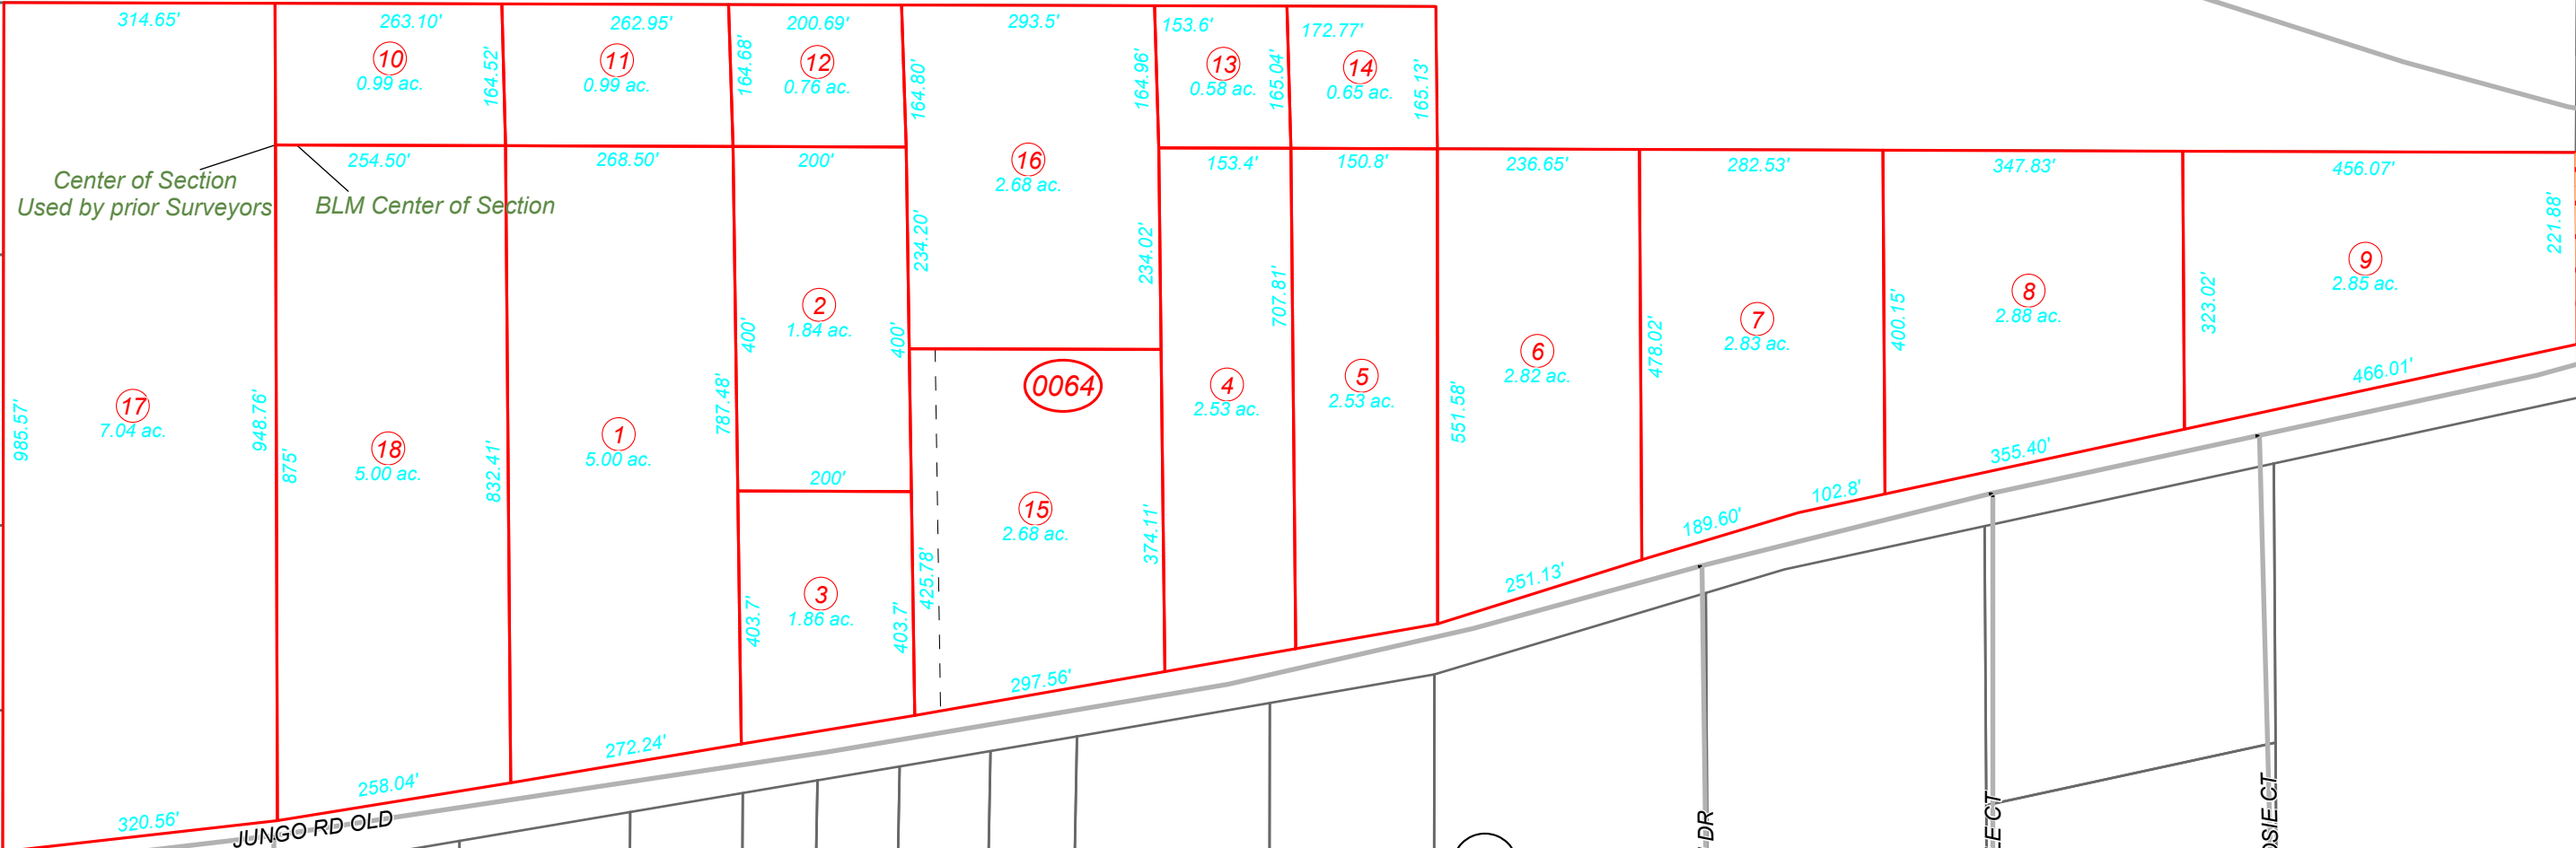 314.65'
263.10'
262.95'
200.69'
293.5'
153.6'
172.77'
10
0.99 ac.
164.52'
11
0.99 ac.
164.68'
12
0.76 ac.
164.80'
164.96'
13
0.58 ac.
165.04'
14
0.65 ac.
165.13'
Center of Section
Used by prior Surveyors
BLM Center of Section
254.50'
268.50'
200'
16
2.68 ac.
153.4'
150.8'
236.65'
282.53'
347.83'
456.07'
234.20'
234.02'
221.88'
2
1.84 ac.
400'
400'
707.81'
6
2.82 ac.
478.02'
7
2.83 ac.
400.15'
8
2.88 ac.
323.02'
9
2.85 ac.
466.01'
17
7.04 ac.
985.57'
948.76'
875'
18
5.00 ac.
832.41'
1
5.00 ac.
787.48'
0064
4
2.53 ac.
5
2.53 ac.
551.58'
200'
15
2.68 ac.
374.11'
425.78'
355.40'
102.8'
189.60'
251.13'
3
1.86 ac.
403.7'
403.7'
297.56'
272.24'
258.04'
320.56'
JUNGO RD OLD
DR
LE CT
OSIE CT